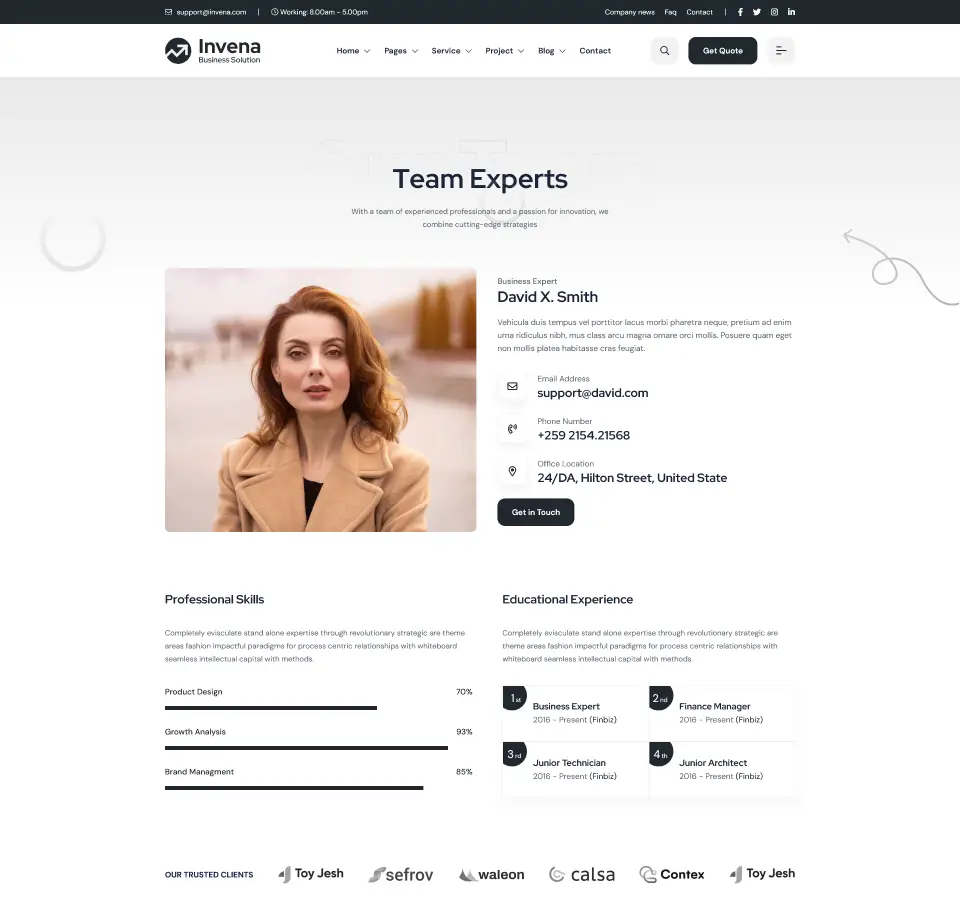 support@invena.com | Working: 8.00am - 5.00pm
Company news Faq Contact |
Invena
Business Solution
Home Pages Service Project Blog Contact
Get Quote
Team Experts
With a team of experienced professionals and a passion for innovation, we
combine cutting-edge strategies
Business Expert
David X. Smith
Vehicula duis tempus vel porttitor lacus morbi pharetra neque, pretium ad enim
urna ridiculus nibh, mus class arcu magna ornare orci mollis. Posuere quam eget
non mollis platea habitasse cras feugiat.
Email Address
support@david.com
Phone Number
+259 2154.21568
Office Location
24/DA, Hilton Street, United State
Get in Touch
Professional Skills
Completely evisculate stand alone expertise through revolutionary strategic are theme
areas fashion impactful paradigms for process centric relationships with whiteboard
seamless intellectual capital with methods.
Product Design 70%
Growth Analysis 93%
Brand Managment 85%
Educational Experience
Completely evisculate stand alone expertise through revolutionary strategic are
theme areas fashion impactful paradigms for process centric relationships with
whiteboard seamless intellectual capital with methods.
1st
Business Expert
2016 - Present (Finbiz)
2nd
Finance Manager
2016 - Present (Finbiz)
3rd
Junior Technician
2016 - Present (Finbiz)
4th
Junior Architect
2016 - Present (Finbiz)
OUR TRUSTED CLIENTS Toy Jesh sefrov waleon calsa Contex Toy Jesh